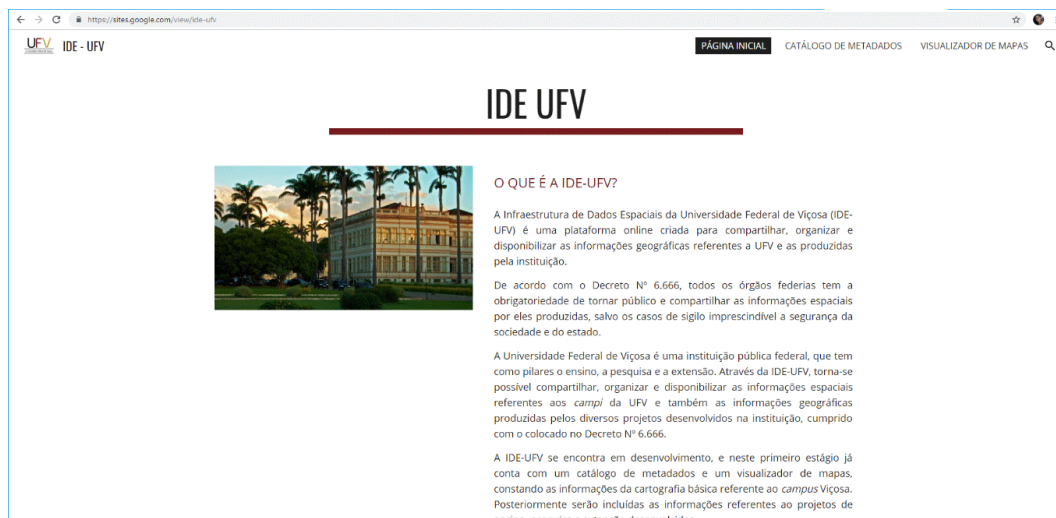 https://sites.google.com/view/ide-ufv
UFV
IDE - UFV
PÁGINA INICIAL
CATÁLOGO DE METADADOS
VISUALIZADOR DE MAPAS
IDE UFV
O QUE É A IDE-UFV?
A Infraestrutura de Dados Espaciais da Universidade Federal de Viçosa (IDE-
UFV) é uma plataforma online criada para compartilhar, organizar e
disponibilizar as informações geográficas referentes a UFV e as produzidas
pela instituição.
De acordo com o Decreto Nº 6.666, todos os órgãos federias tem a
obrigatoriedade de tornar público e compartilhar as informações espaciais
por eles produzidas, salvo os casos de sigilo imprescindível a segurança da
sociedade e do estado.
A Universidade Federal de Viçosa é uma instituição pública federal, que tem
como pilares o ensino, a pesquisa e a extensão. Através da IDE-UFV, torna-se
possível compartilhar, organizar e disponibilizar as informações espaciais
referentes aos campi da UFV e também as informações geográficas
produzidas pelos diversos projetos desenvolvidos na instituição, cumprido
com o colocado no Decreto Nº 6.666.
A IDE-UFV se encontra em desenvolvimento, e neste primeiro estágio já
conta com um catálogo de metadados e um visualizador de mapas,
constando as informações da cartografia básica referente ao campus Viçosa.
Posteriormente serão incluídas as informações referentes ao projetos de